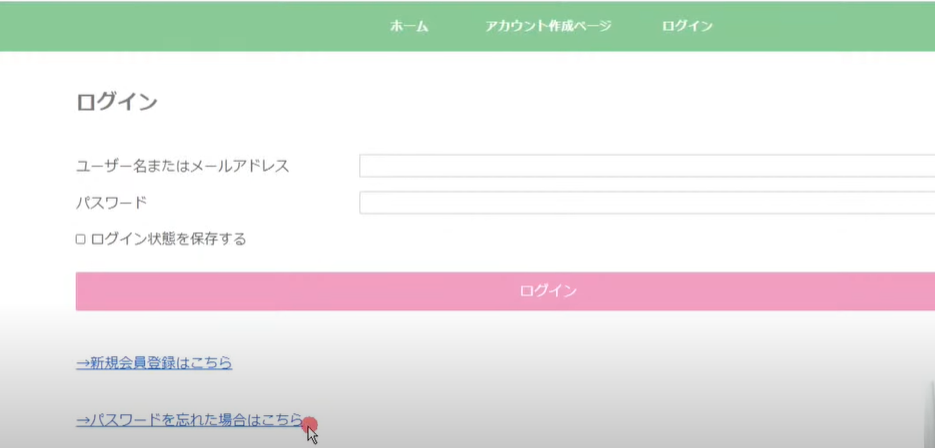 ホーム アカウント作成ページ ログイン
ログイン
ユーザー名またはメールアドレス
パスワード
ログイン状態を保存する
ログイン
→新規会員登録はこちら
→パスワードを忘れた場合はこちら